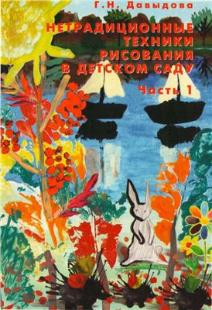 Г.Н. Давыдова
НЕТРАДИЦИОННЫЕ
ТЕХНИКИ
РИСОВАНИЯ
В ДЕТСКОМ САДУ
Часть 1